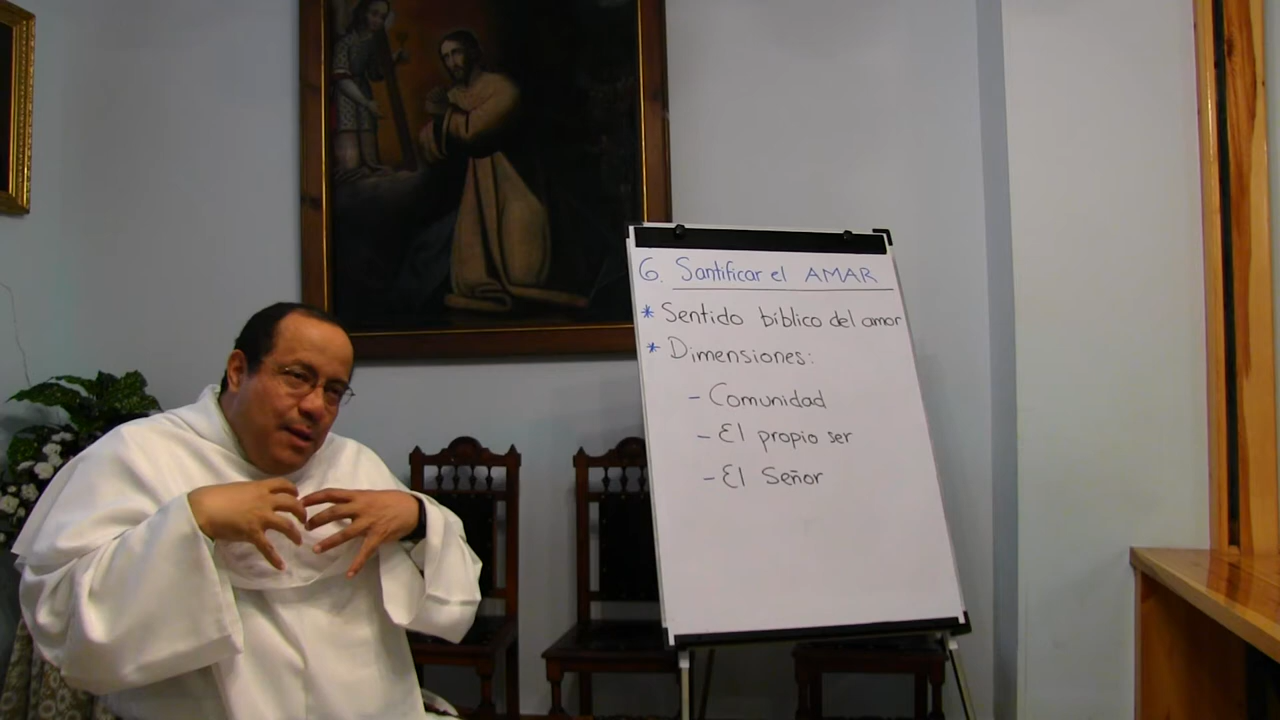 6. Santificar el AMAR
* Sentido bíblico del amor
* Dimensiones:
- Comunidad
- El propio ser
- El Señor